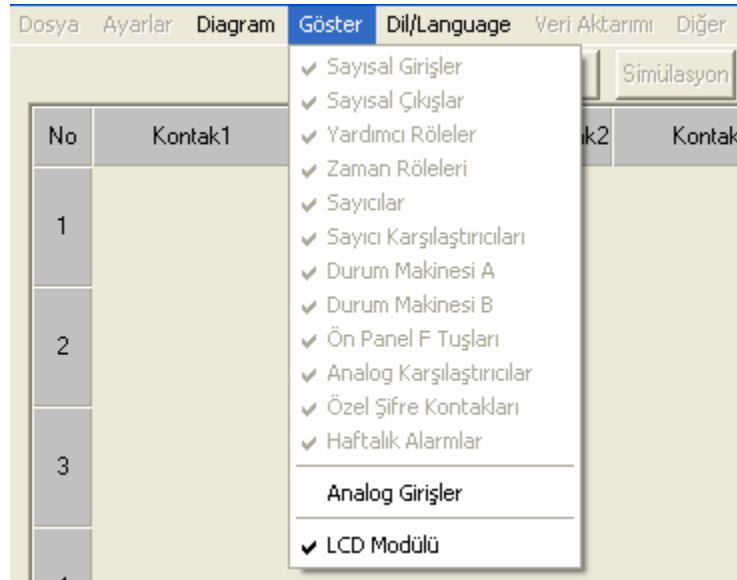 Dosya Ayarlar Diagram Göster Dil/Language Veri Aktarımı Diğer
Simülasyon
No Kontak1 k2 Kontak
✔ Sayısal Girişler
✔ Sayısal Çıkışlar
✔ Yardımcı Röleler
✔ Zaman Röleleri
✔ Sayıcılar
✔ Sayıcı Karşılaştırıcıları
✔ Durum Makinesi A
✔ Durum Makinesi B
✔ Ön Panel F Tuşları
✔ Analog Karşılaştırıcılar
✔ Özel Şifre Kontakları
✔ Haftalık Alarmlar
Analog Girişler
✔ LCD Modülü
1
2
3